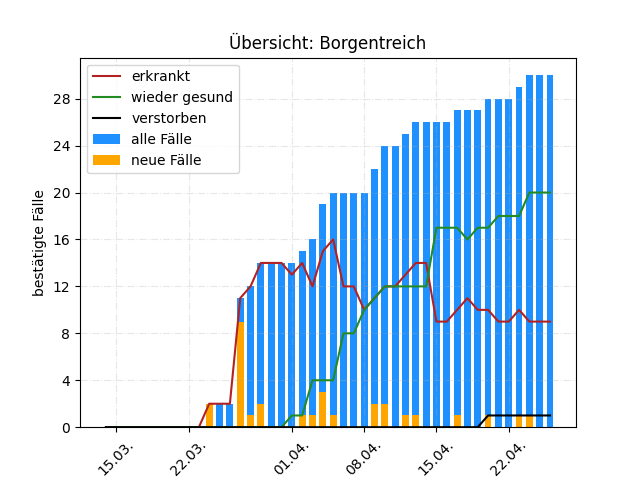 Übersicht: Borgentreich
erkrankt
wieder gesund
verstorben
alle Fälle
neue Fälle
bestätigte Fälle
28
24
20
16
12
8
4
0
15.03.
22.03.
01.04.
08.04.
15.04.
22.04.